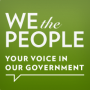 WE the
PEOPLE
YOUR VOICE IN
OUR GOVERNMENT